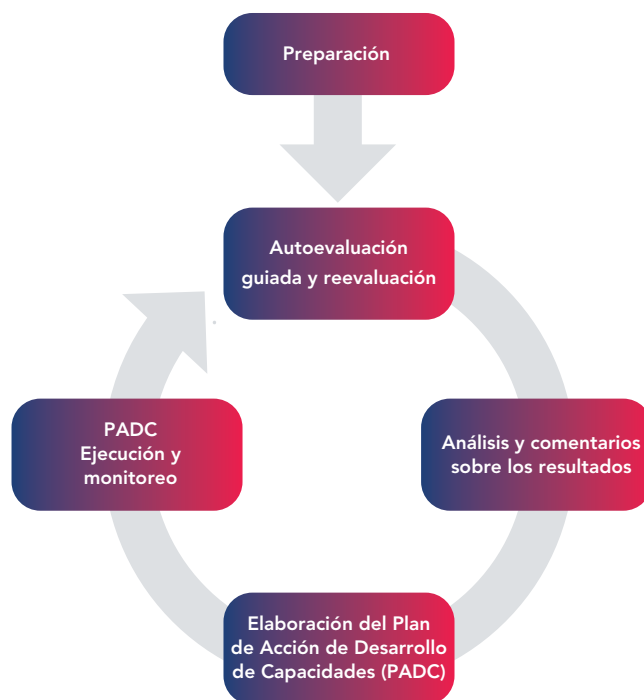 Preparación
Autoevaluación
guiada y reevaluación
PADC
Ejecución y
monitoreo
Análisis y comentarios
sobre los resultados
Elaboración del Plan
de Acción de Desarrollo
de Capacidades (PADC)